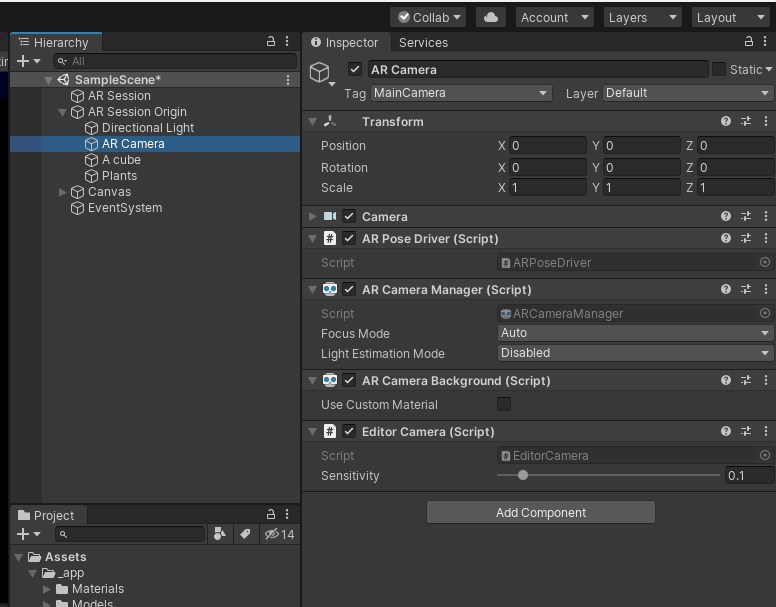 Collab Account Layers Layout
Hierarchy
All
SampleScene*
AR Session
AR Session Origin
Directional Light
AR Camera
A cube
Plants
Canvas
EventSystem
Project
14
Assets
_app
Materials
Models
Inspector Services
AR Camera Static
Tag MainCamera Layer Default
Transform
Position X 0 Y 0 Z 0
Rotation X 0 Y 0 Z 0
Scale X 1 Y 1 Z 1
Camera
AR Pose Driver (Script)
Script ARPoseDriver
AR Camera Manager (Script)
Script ARCameraManager
Focus Mode Auto
Light Estimation Mode Disabled
AR Camera Background (Script)
Use Custom Material
Editor Camera (Script)
Script EditorCamera
Sensitivity 0.1
Add Component